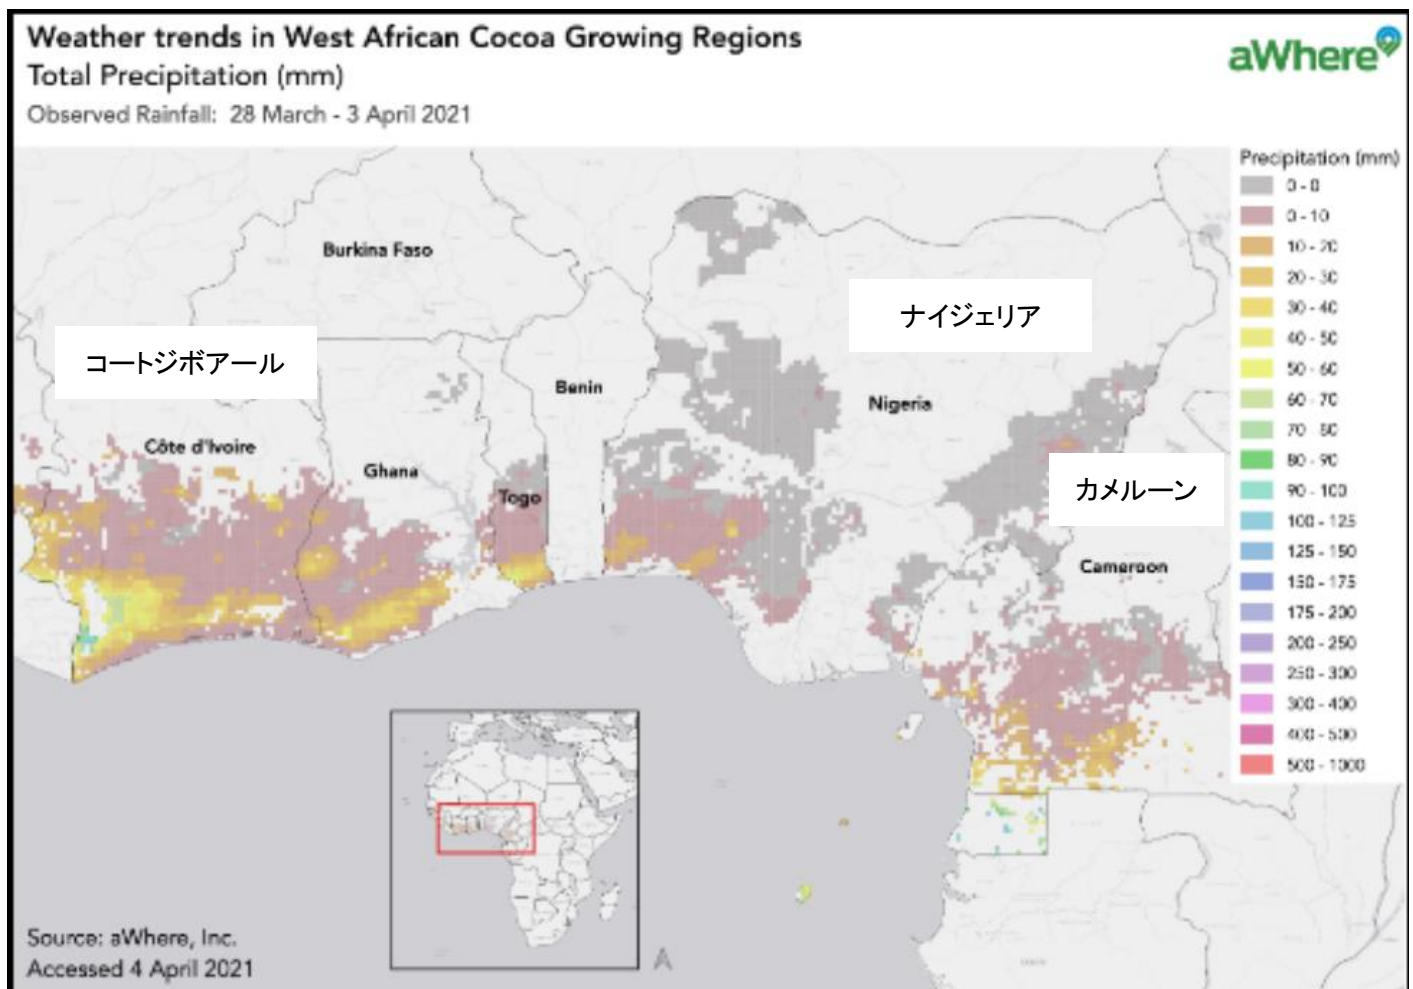 Weather trends in West African Cocoa Growing Regions
Total Precipitation (mm)
Observed Rainfall: 28 March - 3 April 2021
aWhere
Precipitation (mm)
0 - 0
0 - 10
10 - 20
20 - 30
30 - 40
40 - 50
50 - 60
60 - 70
70 - 80
80 - 90
90 - 100
100 - 125
125 - 150
150 - 175
175 - 200
200 - 250
250 - 300
300 - 400
400 - 500
500 - 1000
Burkina Faso
ナイジェリア
コートジボアール
Benin
Nigeria
Côte d'Ivoire
Ghana
Togo
カメルーン
Cameroon
Source: aWhere, Inc.
Accessed 4 April 2021